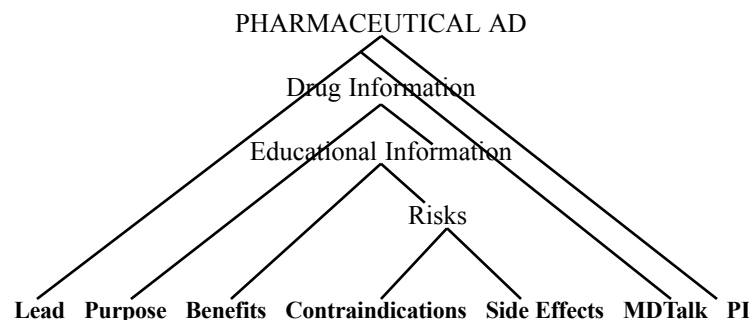 PHARMACEUTICAL AD
Drug Information
Educational Information
Risks
Lead Purpose Benefits Contraindications Side Effects MDTalk PI